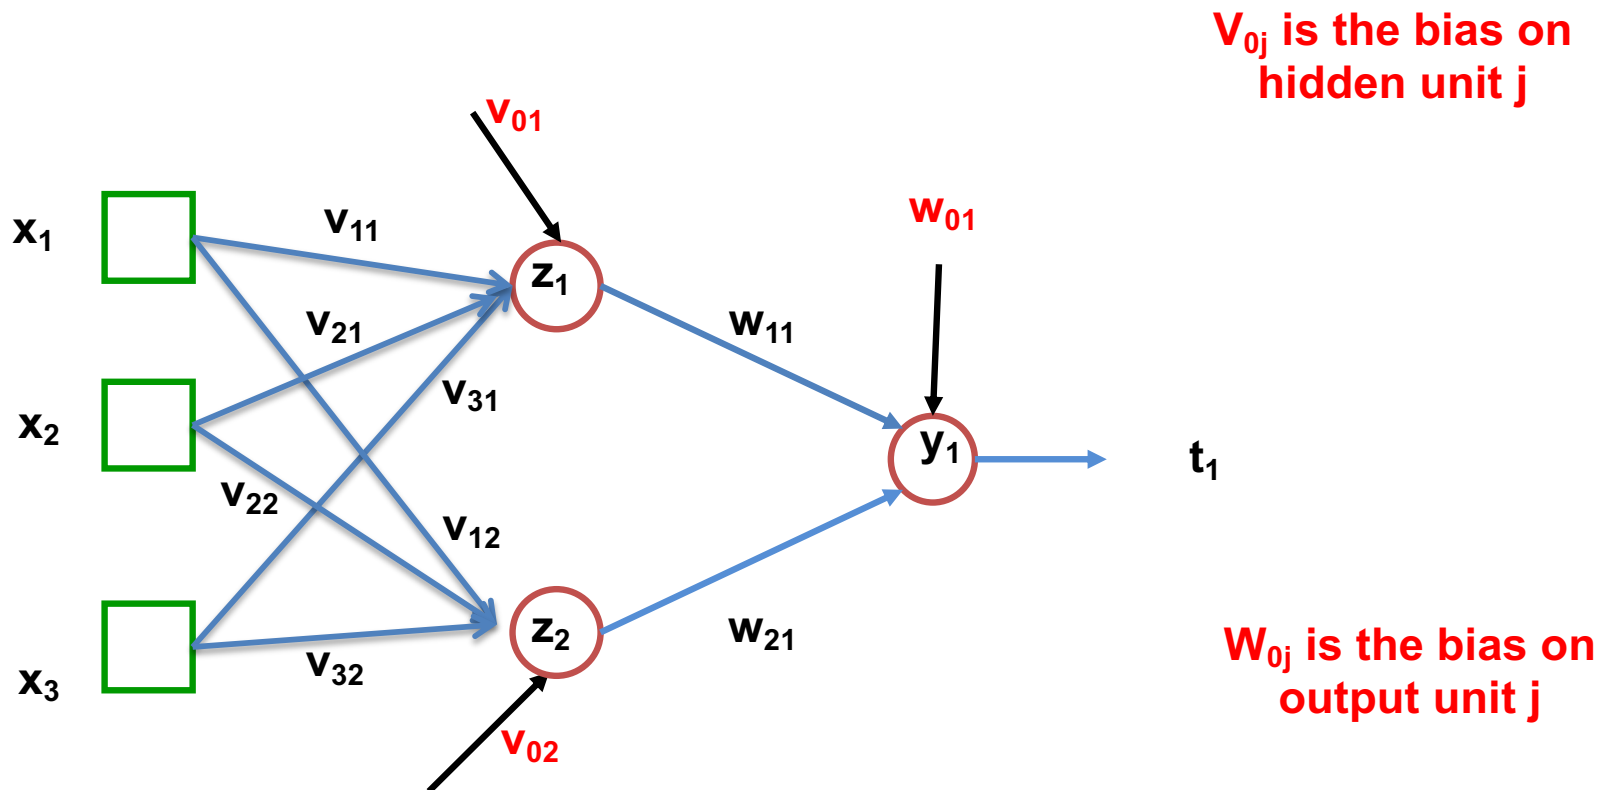 V₀ⱼ is the bias on
hidden unit j
v₀₁
x₁
v₁₁
w₀₁
z₁
v₂₁
w₁₁
v₃₁
x₂
y₁
t₁
v₂₂
v₁₂
z₂
w₂₁
v₃₂
x₃
W₀ⱼ is the bias on
output unit j
v₀₂